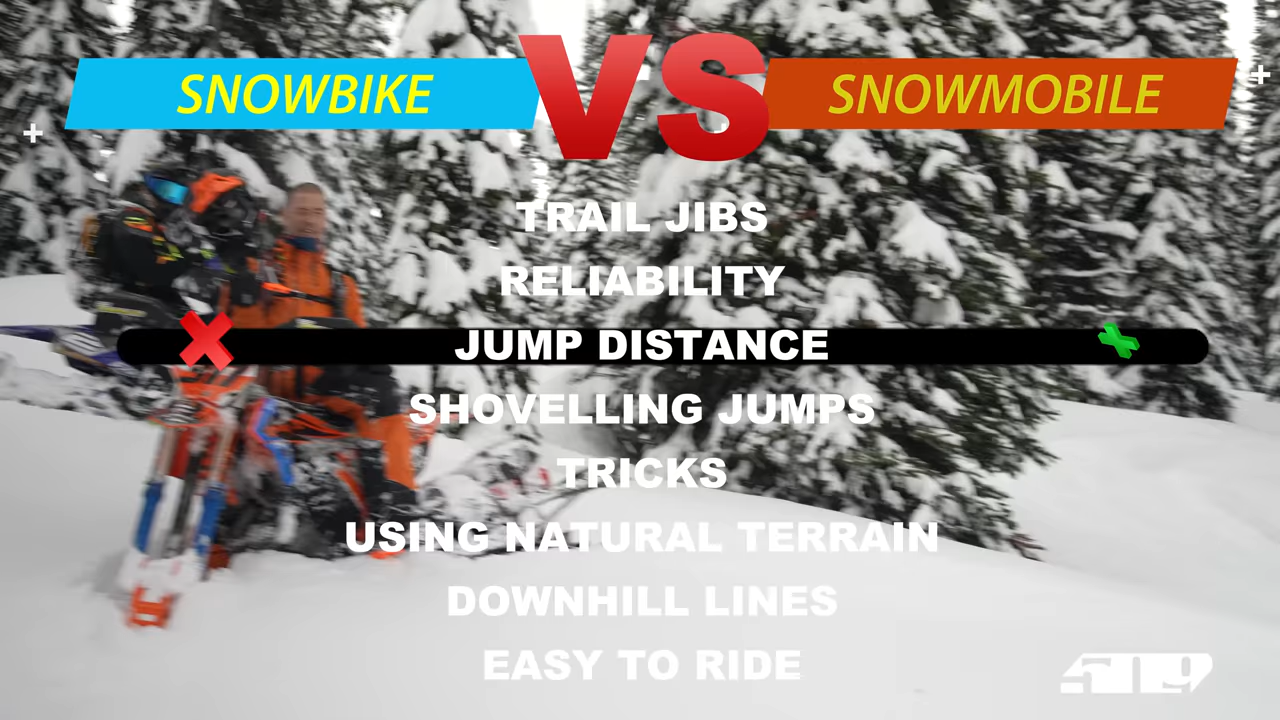 SNOWBIKE VS SNOWMOBILE
TRAIL JIBS
RELIABILITY
JUMP DISTANCE
SHOVELLING JUMPS
TRICKS
USING NATURAL TERRAIN
DOWNHILL LINES
EASY TO RIDE
509